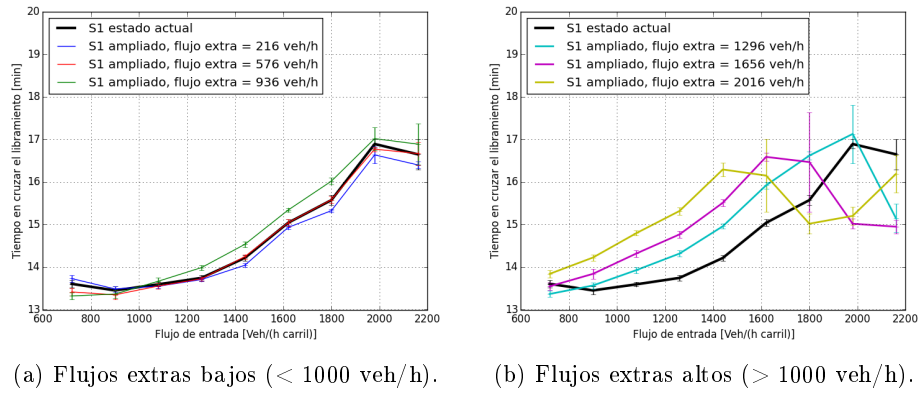 S1 estado actual
S1 ampliado, flujo extra = 216 veh/h
S1 ampliado, flujo extra = 576 veh/h
S1 ampliado, flujo extra = 936 veh/h
Tiempo en cruzar el libramiento [min]
20
19
18
17
16
15
14
13
600 800 1000 1200 1400 1600 1800 2000 2200
Flujo de entrada [Veh/(h carril)]
(a) Flujos extras bajos (< 1000 veh/h).
S1 estado actual
S1 ampliado, flujo extra = 1296 veh/h
S1 ampliado, flujo extra = 1656 veh/h
S1 ampliado, flujo extra = 2016 veh/h
Tiempo en cruzar el libramiento [min]
20
19
18
17
16
15
14
13
600 800 1000 1200 1400 1600 1800 2000 2200
Flujo de entrada [Veh/(h carril)]
(b) Flujos extras altos (> 1000 veh/h).